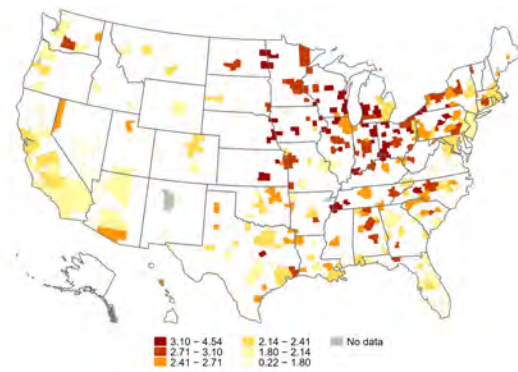 3.10 – 4.54
2.71 – 3.10
2.41 – 2.71
2.14 – 2.41
1.80 – 2.14
0.22 – 1.80
No data